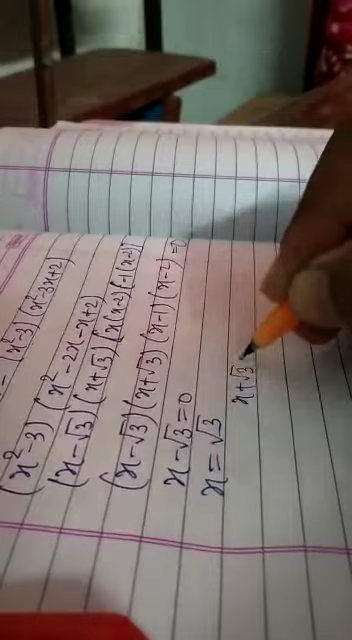 = (x²-3) (x²-3x+2)
(x²-3) (x²-2x-x+2)
(x-√3) (x+√3) [x(x-2)-1(x-2)]
(x-√3) (x+√3) (x-1) (x-2) =0
x-√3=0
x=√3
x+√3